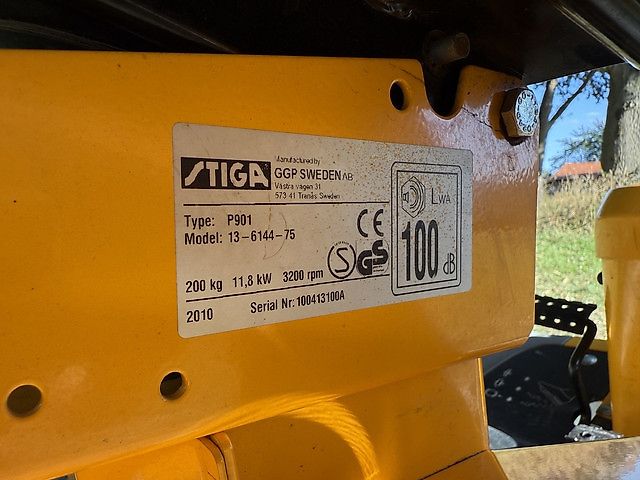 STIGA
Manufactured by
GGP SWEDEN AB
Västra vägen 31
573 41 Tranås Sweden
Type: P901
Model: 13-6144-75
200 kg 11,8 kW 3200 rpm
2010 Serial Nr: 100413100A
CE
S GS
LWA
100
dB